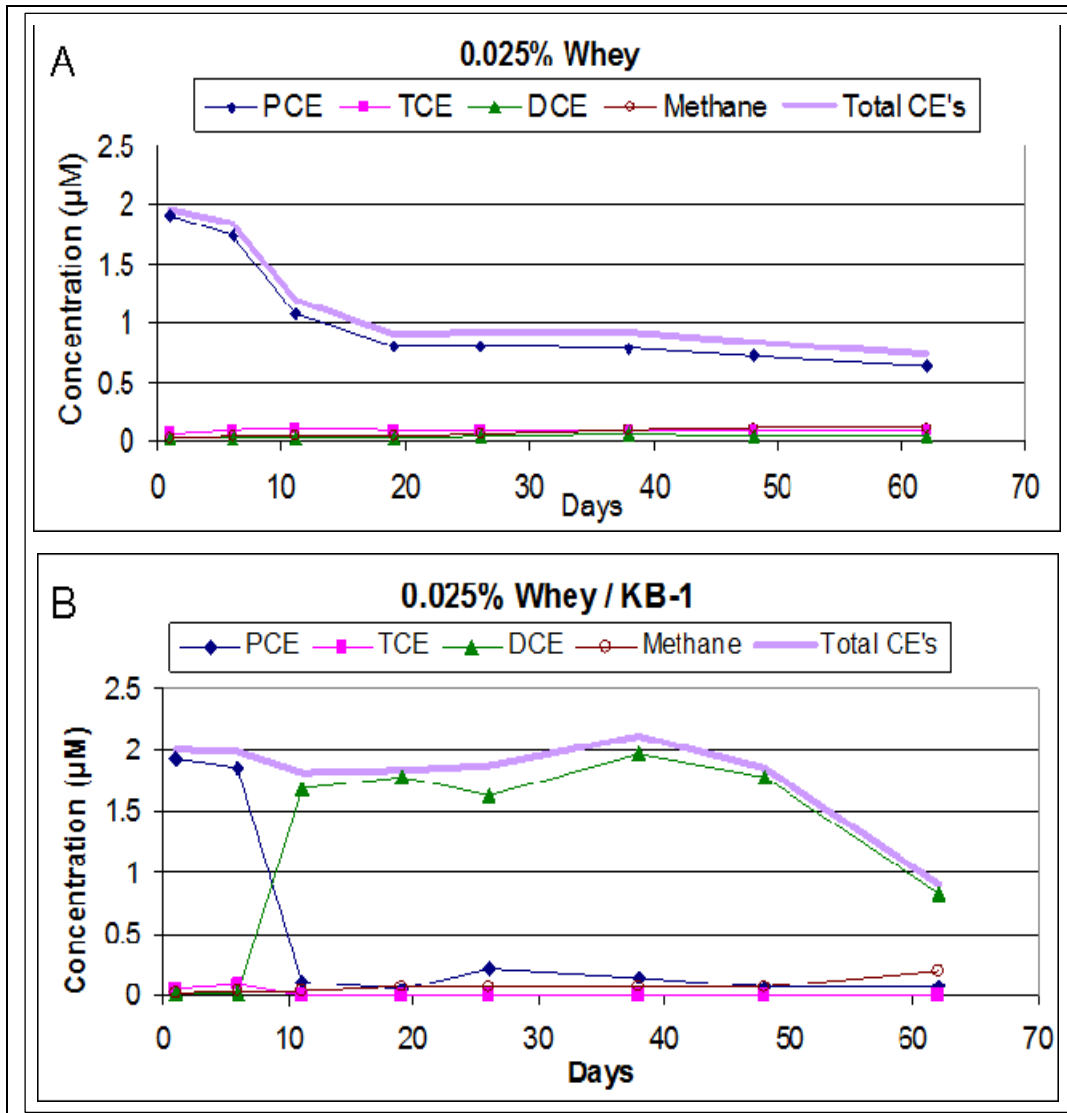 A
0.025% Whey
PCE TCE DCE Methane Total CE's
Concentration (µM)
2.5
2
1.5
1
0.5
0
0 10 20 30 40 50 60 70
Days
B
0.025% Whey / KB-1
PCE TCE DCE Methane Total CE's
Concentration (µM)
2.5
2
1.5
1
0.5
0
0 10 20 30 40 50 60 70
Days